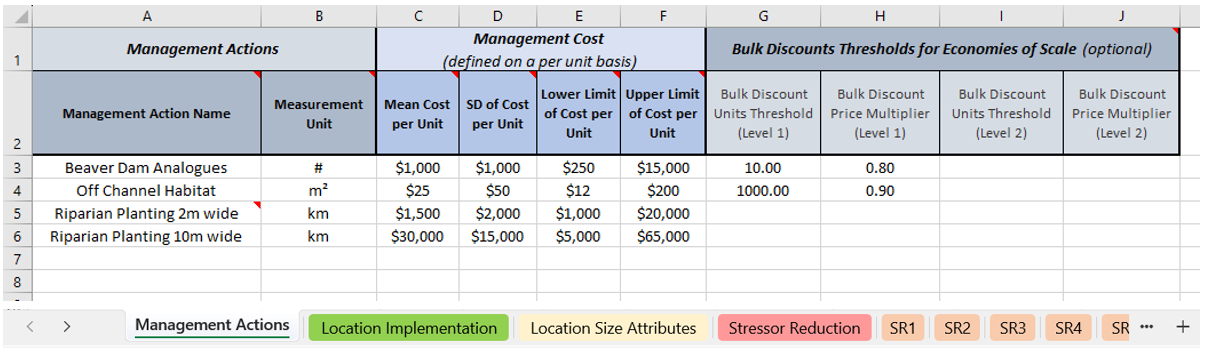 A B C D E F G H I J
1 Management Actions Management Cost (defined on a per unit basis) Bulk Discounts Thresholds for Economies of Scale (optional)
2 Management Action Name Measurement Unit Mean Cost per Unit SD of Cost per Unit Lower Limit of Cost per Unit Upper Limit of Cost per Unit Bulk Discount Units Threshold (Level 1) Bulk Discount Price Multiplier (Level 1) Bulk Discount Units Threshold (Level 2) Bulk Discount Price Multiplier (Level 2)
3 Beaver Dam Analogues # $1,000 $1,000 $250 $15,000 10.00 0.80
4 Off Channel Habitat m² $25 $50 $12 $200 1000.00 0.90
5 Riparian Planting 2m wide km $1,500 $2,000 $1,000 $20,000
6 Riparian Planting 10m wide km $30,000 $15,000 $5,000 $65,000
7
8
Management Actions Location Implementation Location Size Attributes Stressor Reduction SR1 SR2 SR3 SR4 SR ••• +